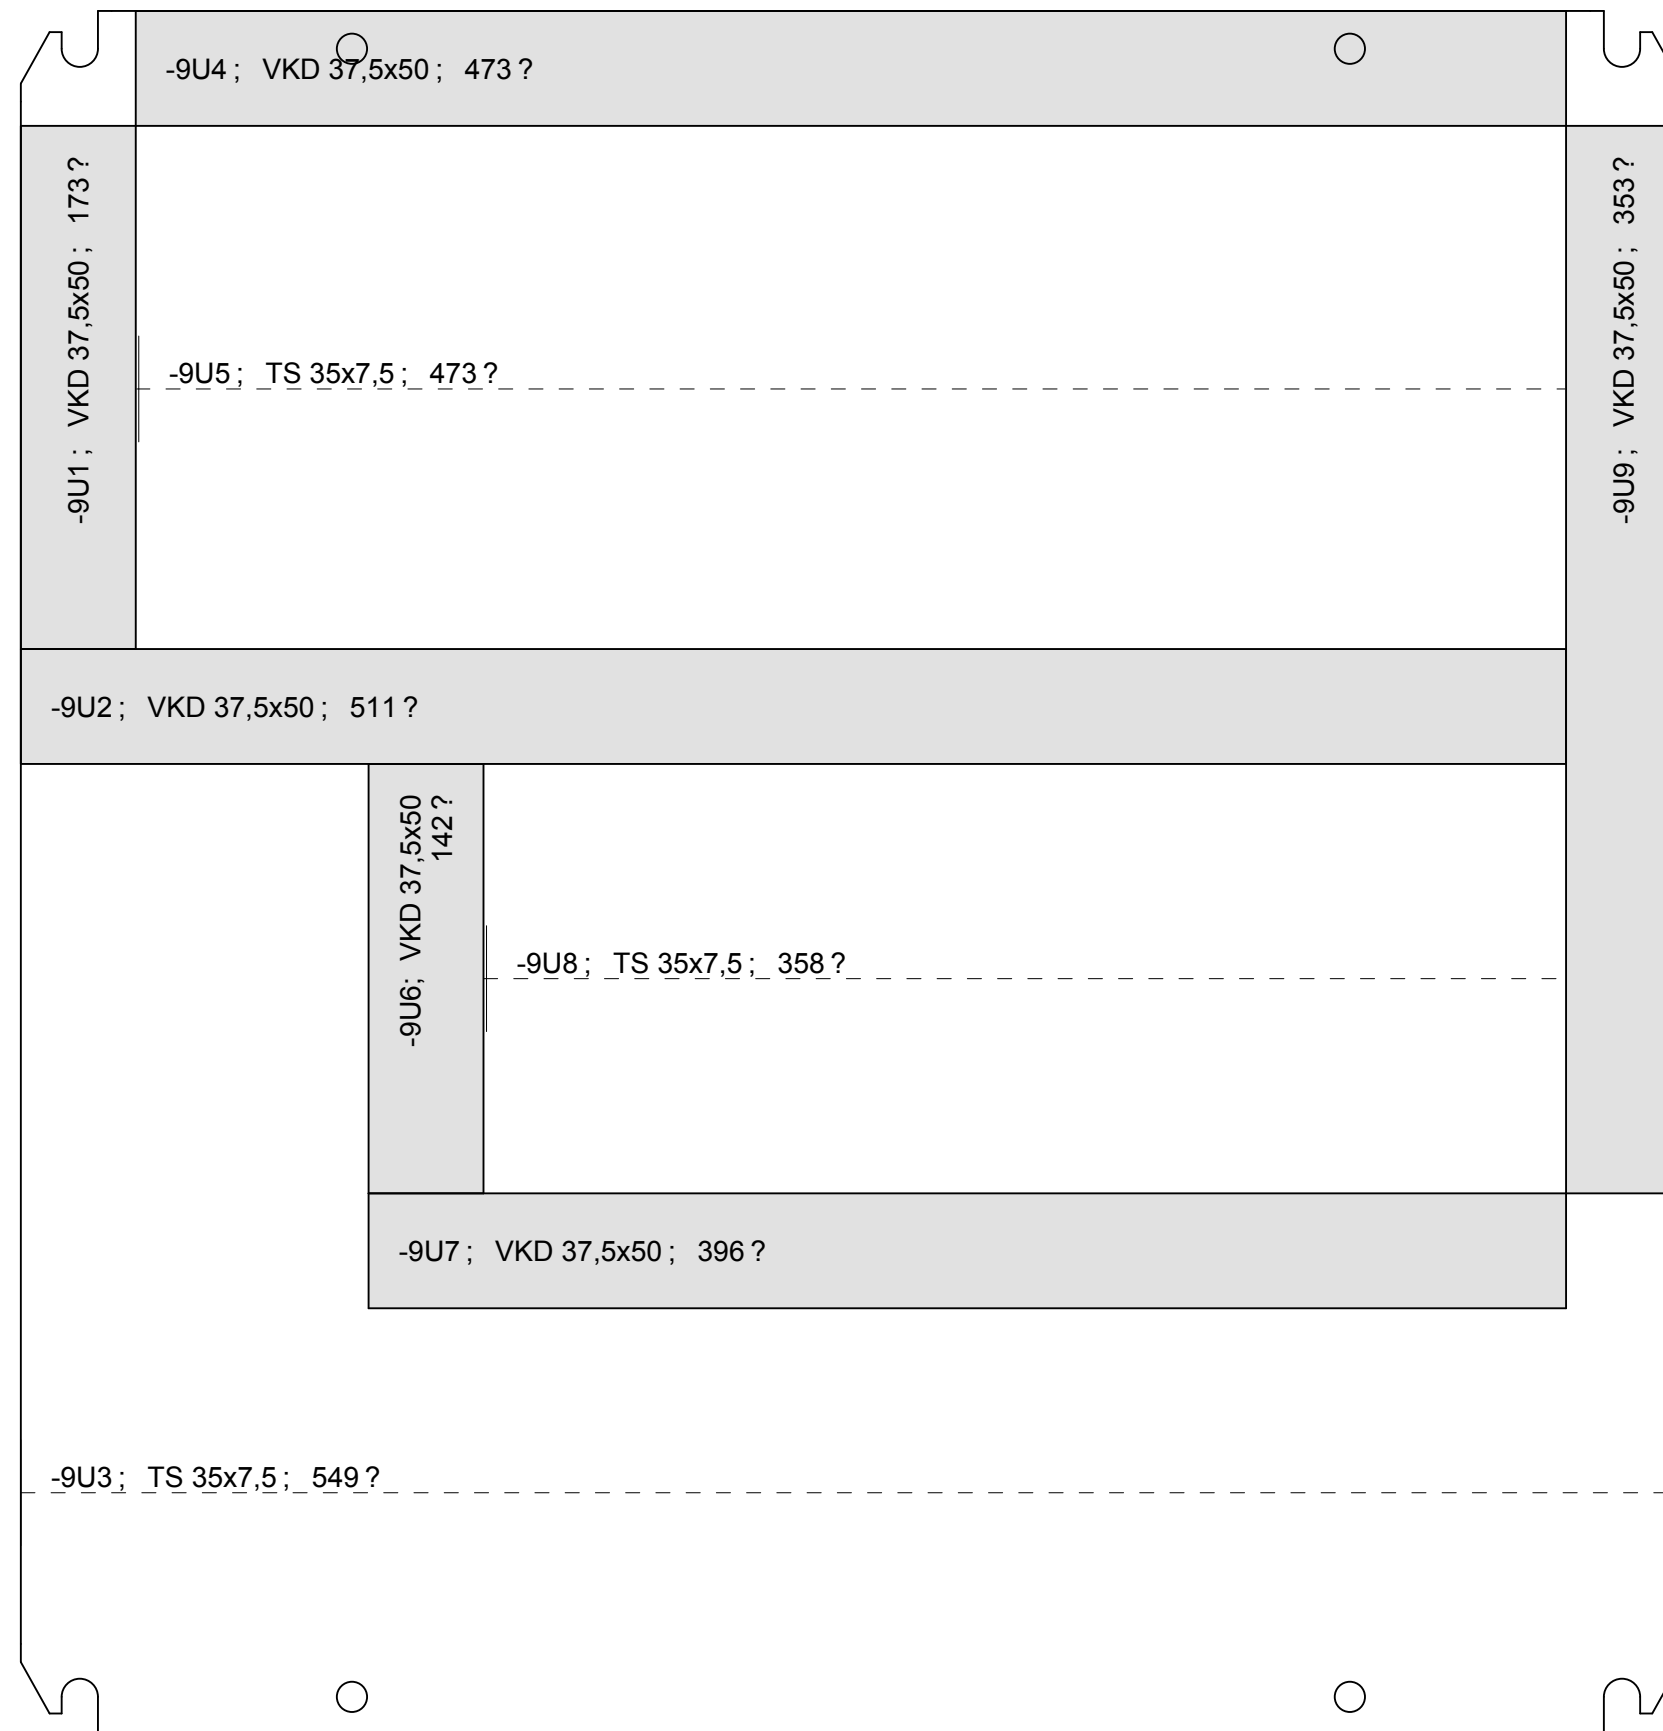 -9U4 ; VKD 37,5x50 ; 473 ?
-9U1 ; VKD 37,5x50 ; 173 ?
-9U9 ; VKD 37,5x50 ; 353 ?
-9U5 ; TS 35x7,5 ; 473 ?
-9U2 ; VKD 37,5x50 ; 511 ?
-9U6; VKD 37,5x50
142 ?
-9U8 ; TS 35x7,5 ; 358 ?
-9U7 ; VKD 37,5x50 ; 396 ?
-9U3 ; TS 35x7,5 ; 549 ?